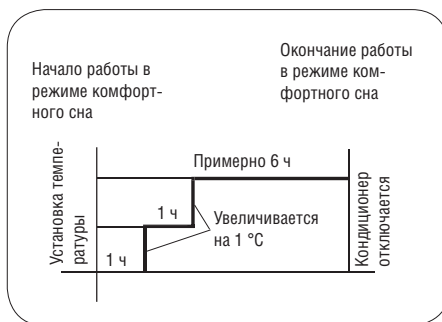 Начало работы в
режиме комфорт-
ного сна
Окончание работы
в режиме ком-
фортного сна
Установка темпе-
ратуры
Примерно 6 ч
1 ч
Увеличивается
на 1 °C
1 ч
Кондиционер
отключается